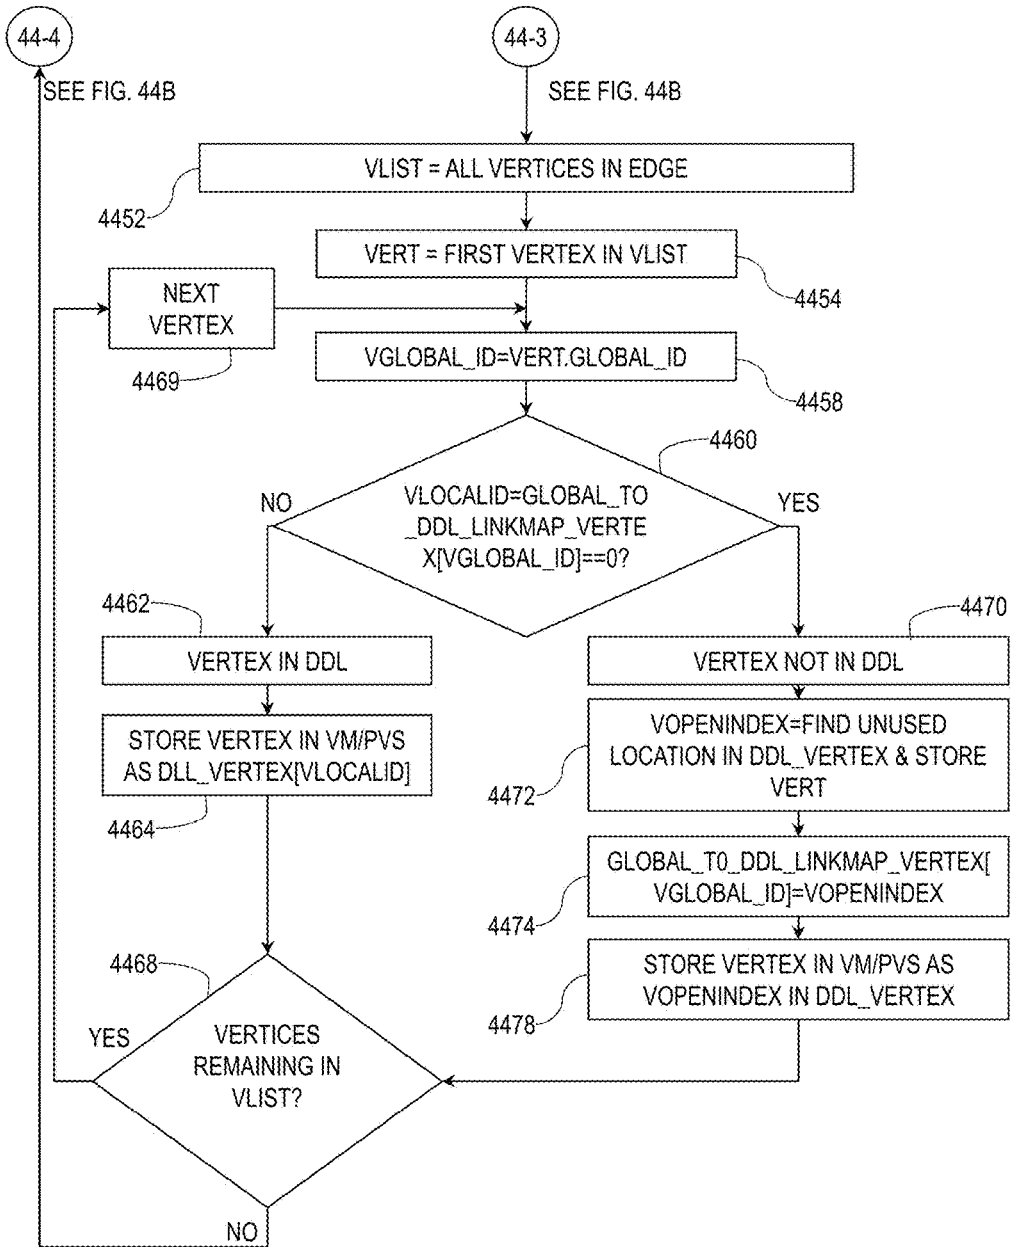 44-4
44-3
SEE FIG. 44B
SEE FIG. 44B
VLIST = ALL VERTICES IN EDGE
4452
VERT = FIRST VERTEX IN VLIST
4454
NEXT
VERTEX
4469
VGLOBAL_ID=VERT.GLOBAL_ID
4458
4460
NO
VLOCALID=GLOBAL_TO
_DDL_LINKMAP_VERTE
X[VGLOBAL_ID]==0?
YES
4462
4470
VERTEX IN DDL
VERTEX NOT IN DDL
STORE VERTEX IN VM/PVS
AS DLL_VERTEX[VLOCALID]
4464
VOPENINDEX=FIND UNUSED
LOCATION IN DDL_VERTEX & STORE
VERT
4472
GLOBAL_T0_DDL_LINKMAP_VERTEX[
VGLOBAL_ID]=VOPENINDEX
4474
STORE VERTEX IN VM/PVS AS
VOPENINDEX IN DDL_VERTEX
4478
4468
YES
VERTICES
REMAINING IN
VLIST?
NO